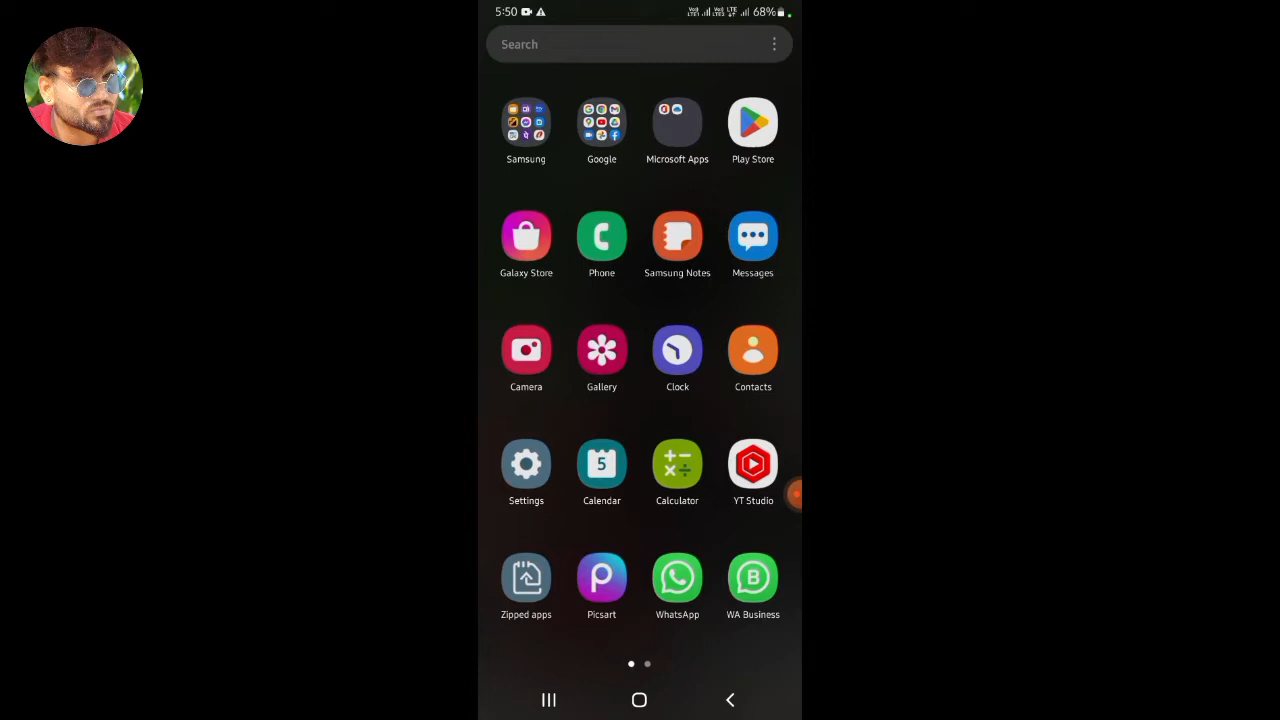 5:50 68%
Search
Samsung Google Microsoft Apps Play Store
Galaxy Store Phone Samsung Notes Messages
Camera Gallery Clock Contacts
5
Settings Calendar Calculator YT Studio
B
Zipped apps Picsart WhatsApp WA Business